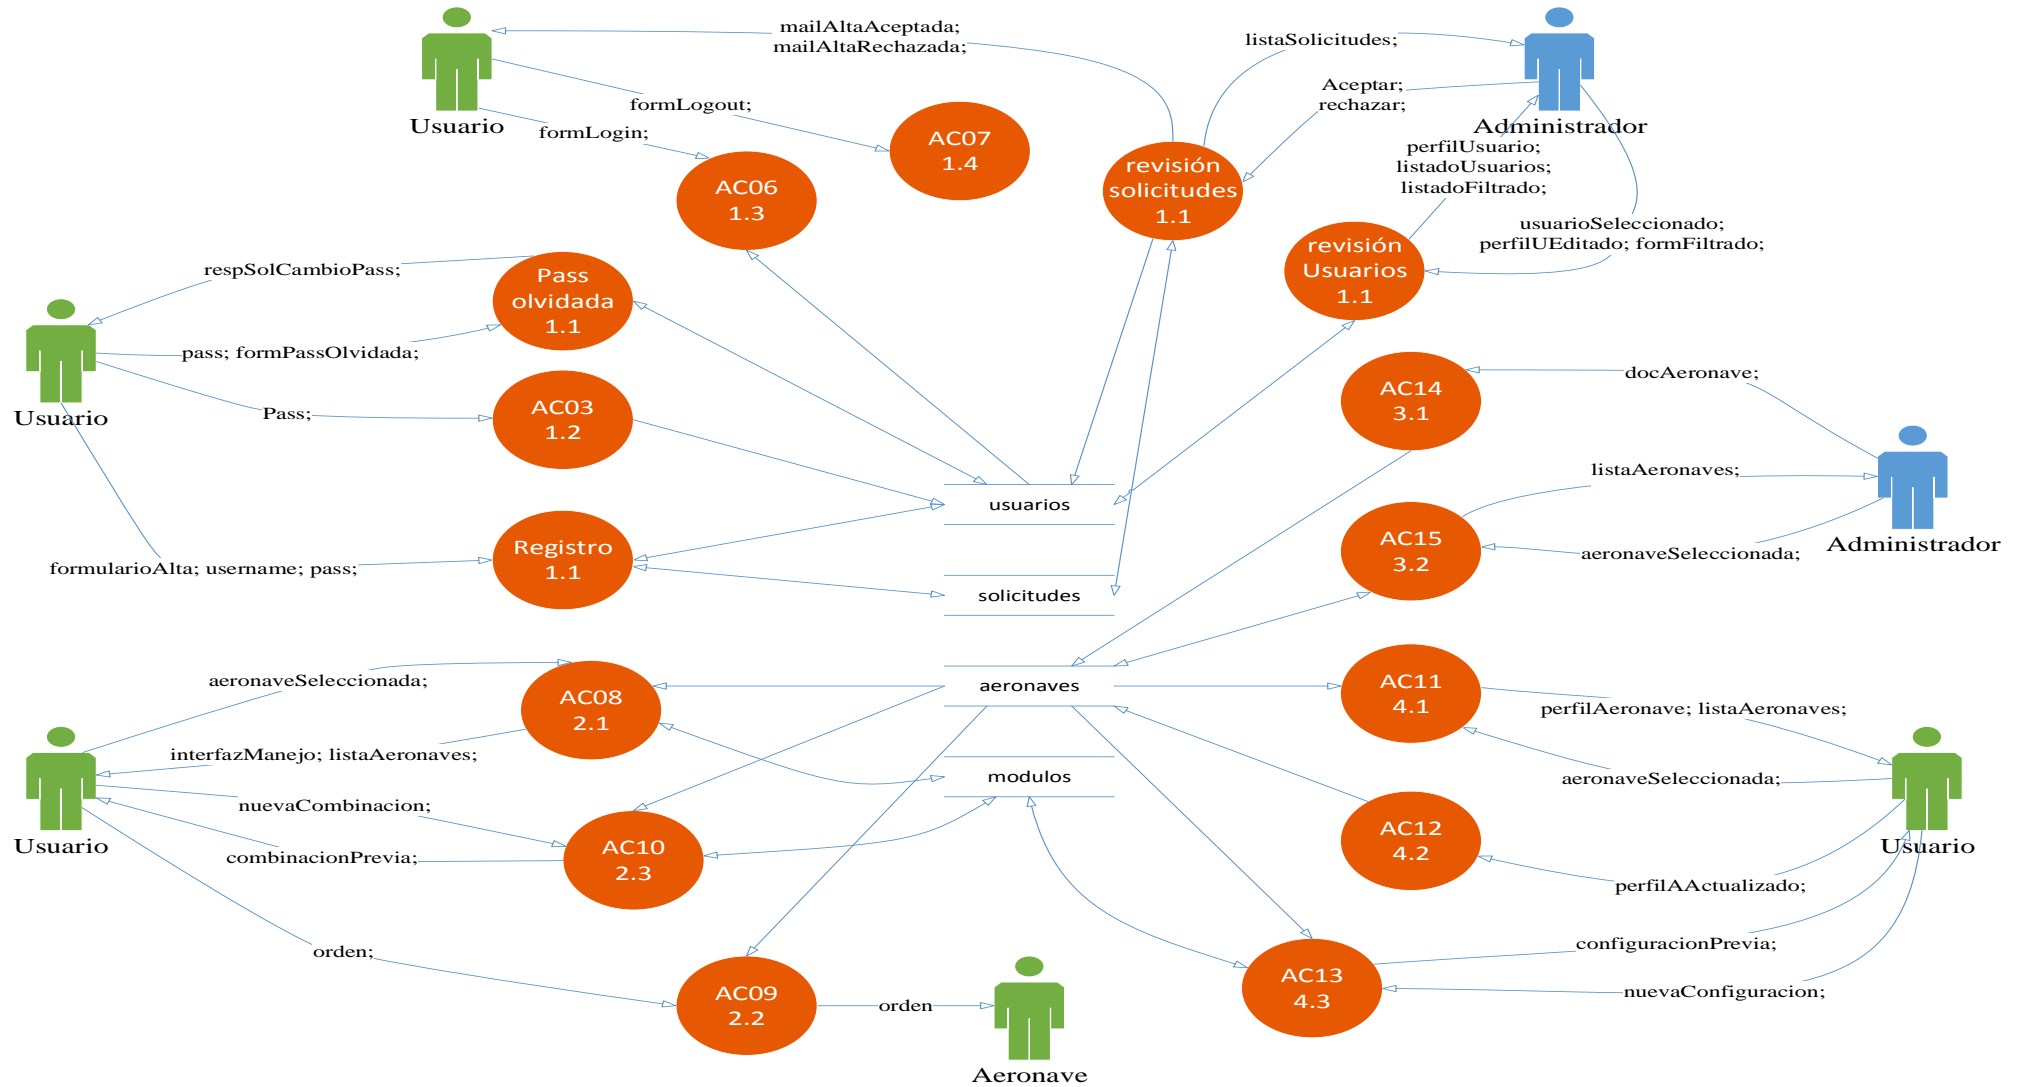 mailAltaAceptada;
mailAltaRechazada;
listaSolicitudes;
Aceptar;
rechazar;
formLogout;
Usuario
formLogin;
AC07
1.4
Administrador
perfilUsuario;
listadoUsuarios;
listadoFiltrado;
revisión
solicitudes
1.1
AC06
1.3
usuarioSeleccionado;
perfilUEditado; formFiltrado;
revisión
Usuarios
1.1
respSolCambioPass;
Pass
olvidada
1.1
pass; formPassOlvidada;
Usuario
Pass;
AC03
1.2
AC14
3.1
docAeronave;
listaAeronaves;
usuarios
Registro
1.1
AC15
3.2
aeronaveSeleccionada;
Administrador
formularioAlta; username; pass;
solicitudes
aeronaveSeleccionada;
AC08
2.1
aeronaves
AC11
4.1
perfilAeronave; listaAeronaves;
interfazManejo; listaAeronaves;
modulos
aeronaveSeleccionada;
nuevaCombinacion;
Usuario
AC10
2.3
combinacionPrevia;
AC12
4.2
Usuario
perfilAActualizado;
orden;
configuracionPrevia;
AC09
2.2
orden
AC13
4.3
nuevaConfiguracion;
Aeronave